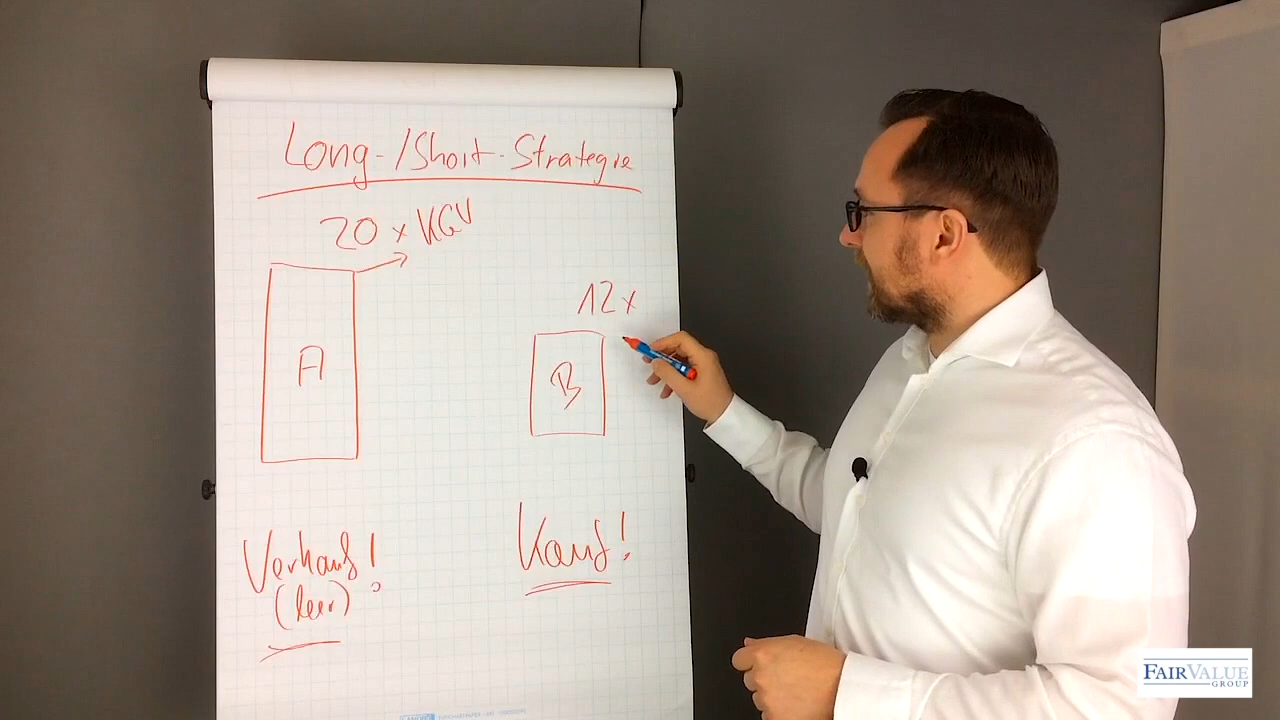 Long-/Short-Strategie
20 x KGV
12 x
A
B
Verkauf!
(leer)
Kauf!
FAIRVALUE
GROUP